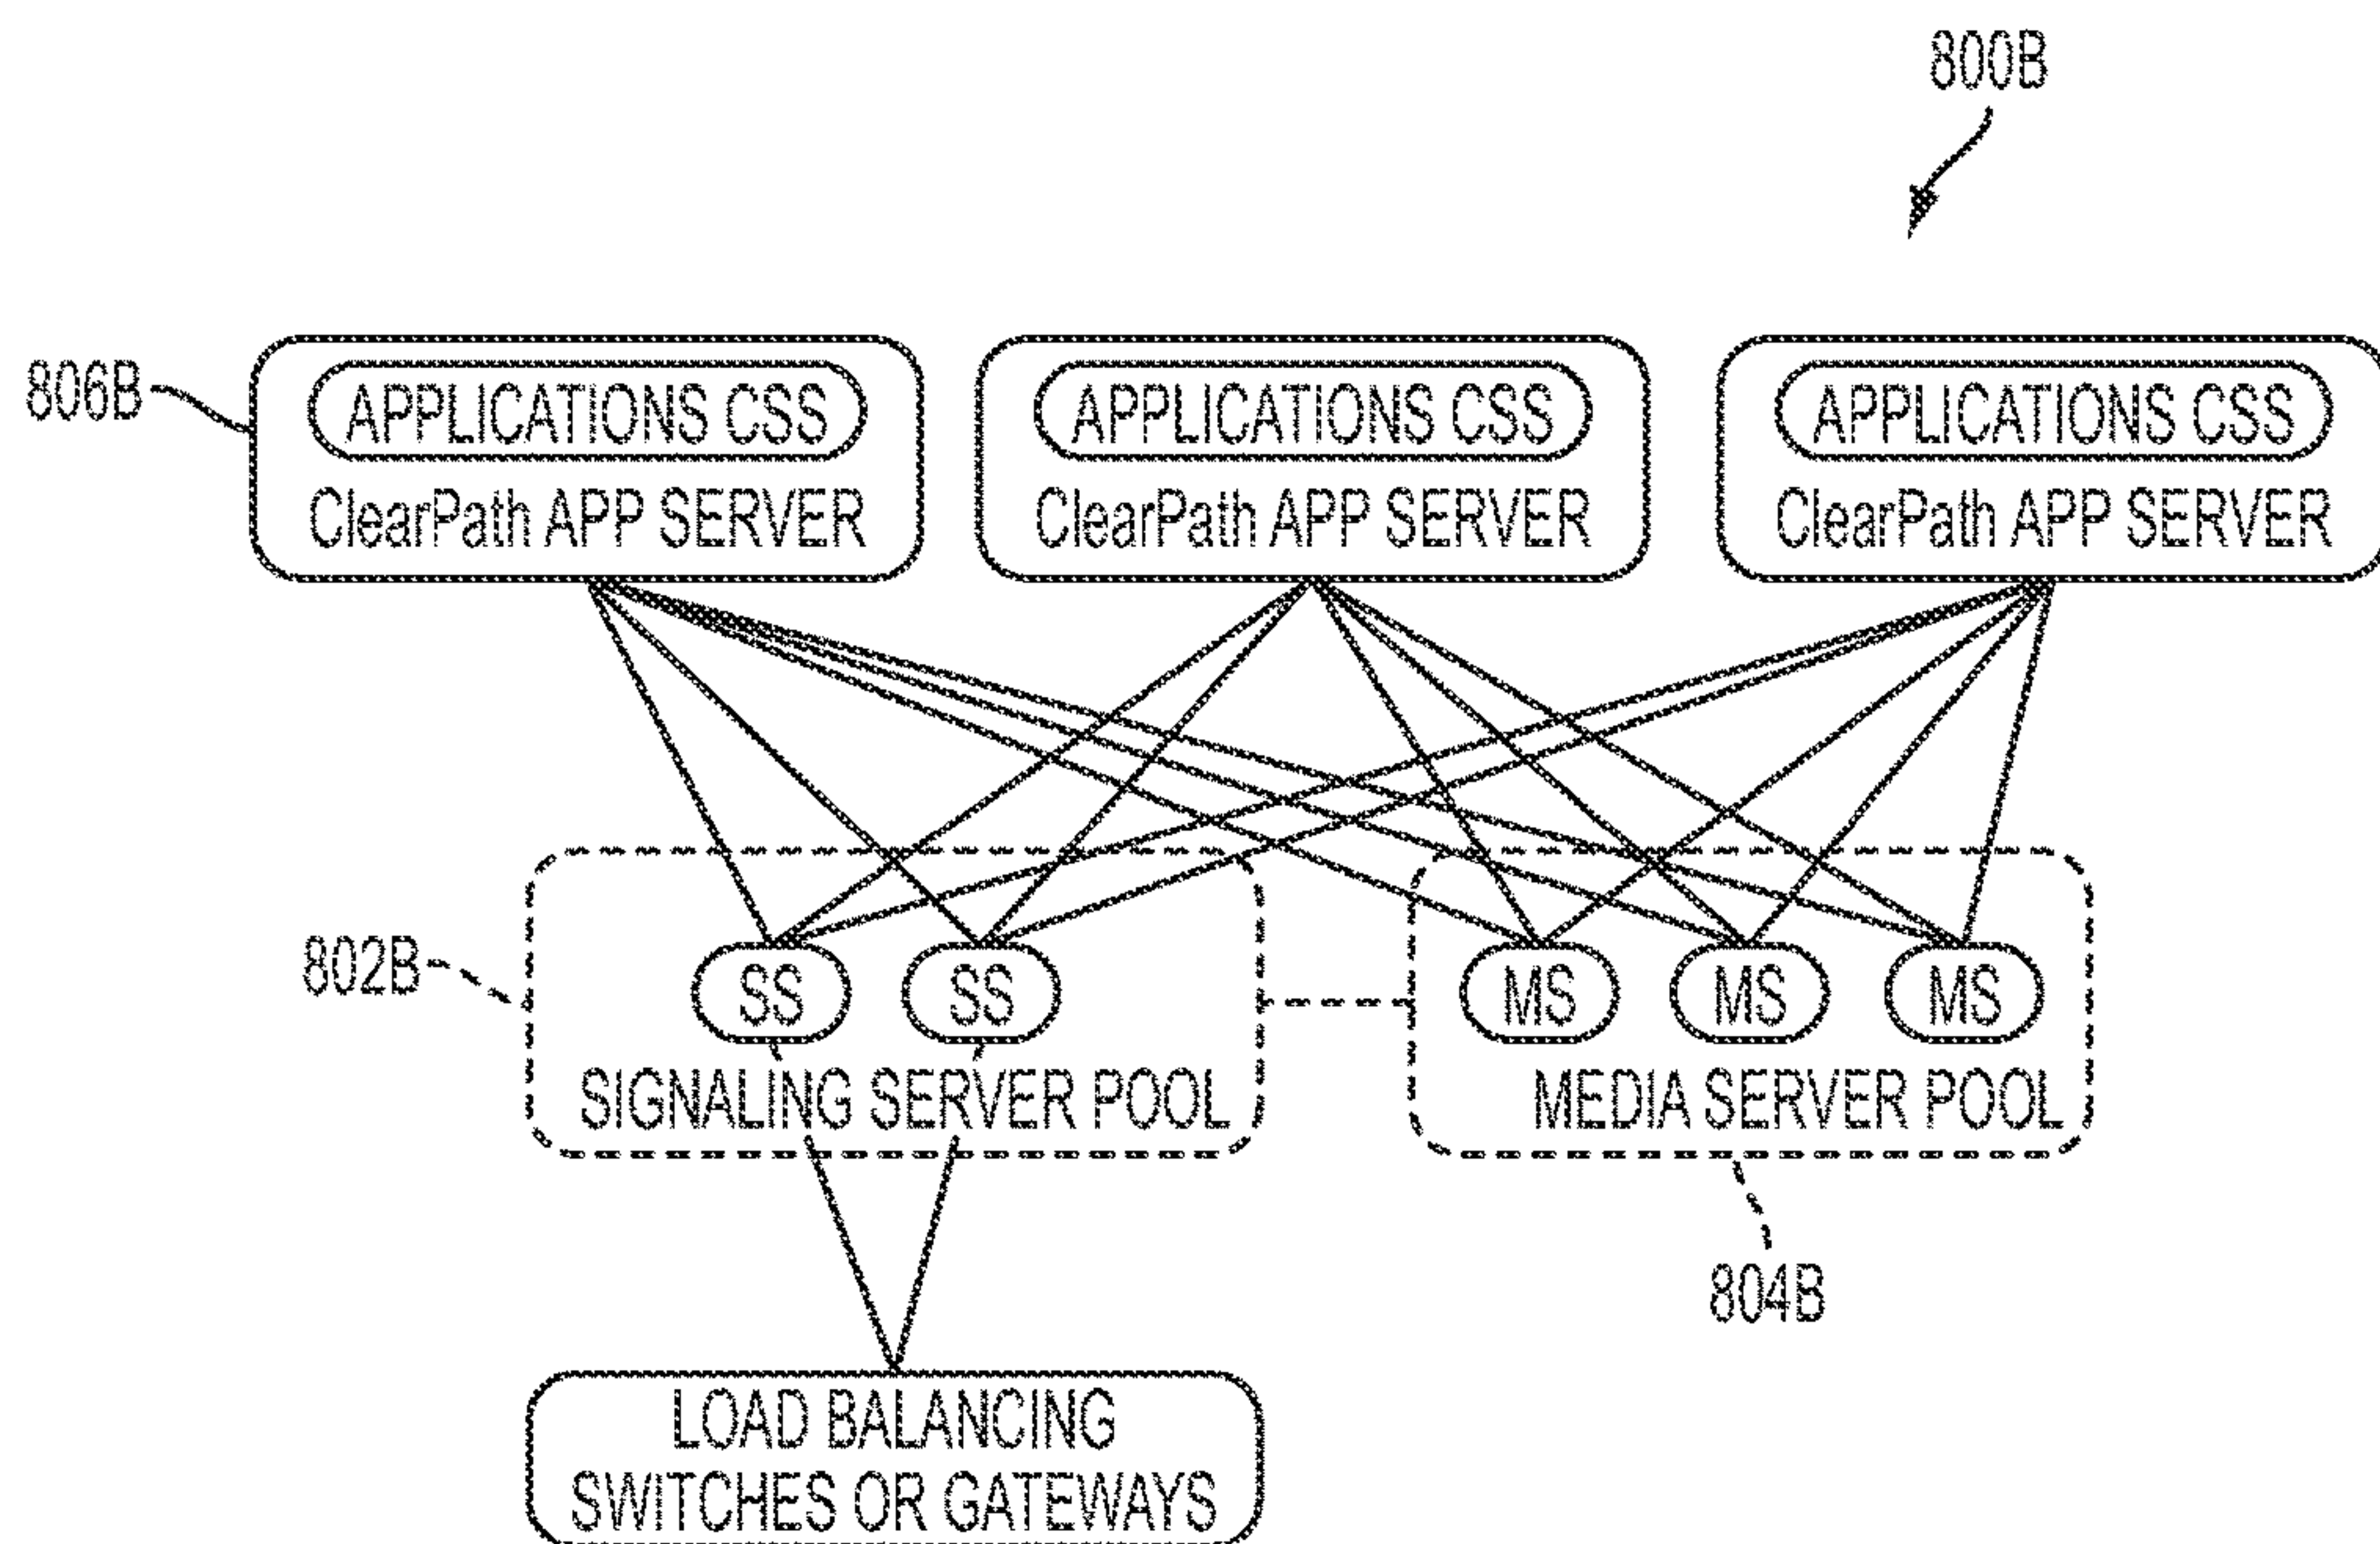 800B
806B
APPLICATIONS CSS
ClearPath APP SERVER
APPLICATIONS CSS
ClearPath APP SERVER
APPLICATIONS CSS
ClearPath APP SERVER
802B
SS
SS
SIGNALING SERVER POOL
MS
MS
MS
MEDIA SERVER POOL
804B
LOAD BALANCING
SWITCHES OR GATEWAYS